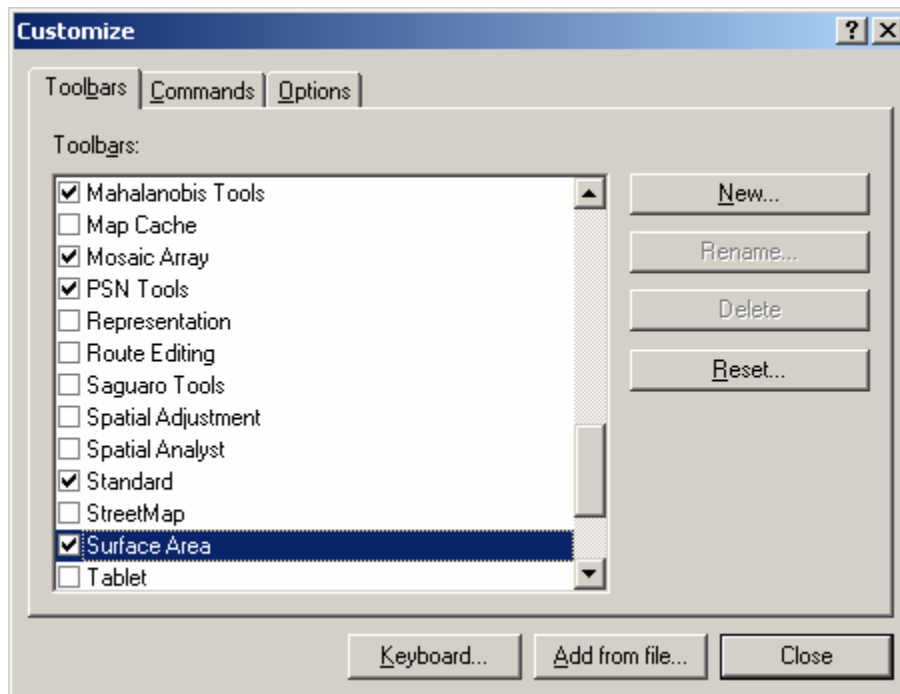 Customize
Toolbars Commands Options
Toolbars:
Mahalanobis Tools
Map Cache
Mosaic Array
PSN Tools
Representation
Route Editing
Saguaro Tools
Spatial Adjustment
Spatial Analyst
Standard
StreetMap
Surface Area
Tablet
New...
Rename...
Delete
Reset...
Keyboard... Add from file... Close